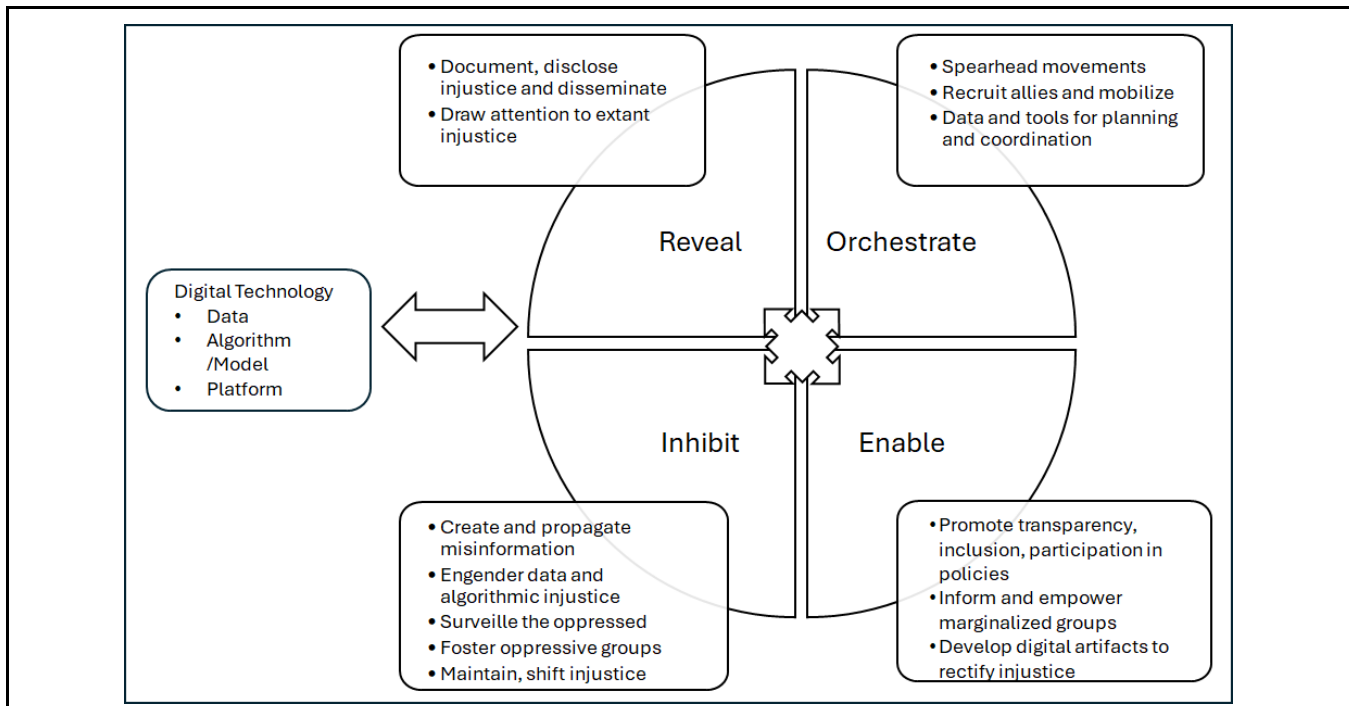 • Document, disclose
injustice and disseminate
• Draw attention to extant
injustice
• Spearhead movements
• Recruit allies and mobilize
• Data and tools for planning
and coordination
Reveal
Orchestrate
Digital Technology
• Data
• Algorithm
/Model
• Platform
Inhibit
Enable
• Create and propagate
misinformation
• Engender data and
algorithmic injustice
• Surveille the oppressed
• Foster oppressive groups
• Maintain, shift injustice
• Promote transparency,
inclusion, participation in
policies
• Inform and empower
marginalized groups
• Develop digital artifacts to
rectify injustice